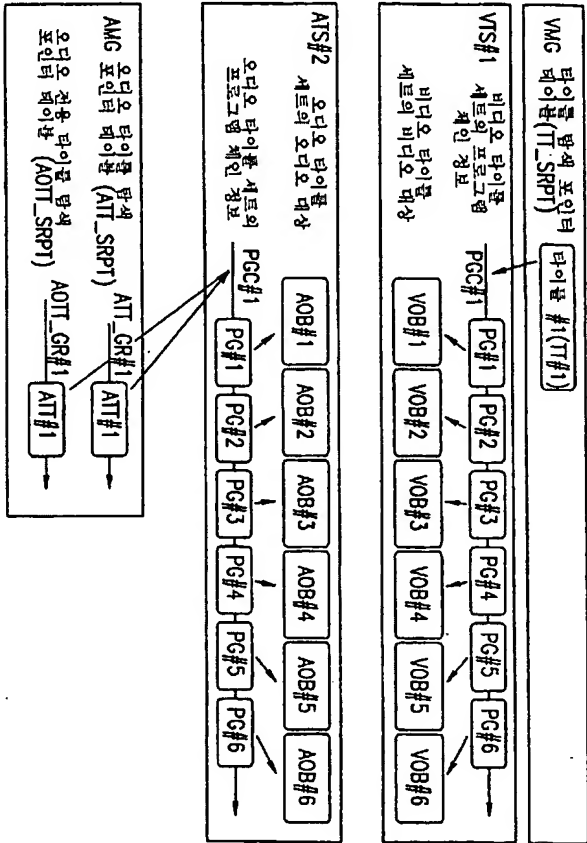 VMG
타이틀 탐색 포인터
테이블(TT_SRPT)
타이틀 #1(TT#1)
VTS#1
비디오 타이틀
세트의 프로그램
체인 정보
PGC#1 PG#1 PG#2 PG#3 PG#4 PG#5 PG#6
비디오 타이틀
세트의 비디오 대상
VOB#1 VOB#2 VOB#3 VOB#4 VOB#5 VOB#6
ATS#2
오디오 타이틀
세트의 오디오 대상
AOB#1 AOB#2 AOB#3 AOB#4 AOB#5 AOB#6
오디오 타이틀 세트의
프로그램 체인 정보
PGC#1 PG#1 PG#2 PG#3 PG#4 PG#5 PG#6
AMG
오디오 타이틀 탐색
포인터 테이블 (ATT_SRPT)
ATT_GR#1 ATT#1
오디오 전용 타이틀 탐색
포인터 테이블 (AOTT_SRPT)
AOTT_GR#1 ATT#1